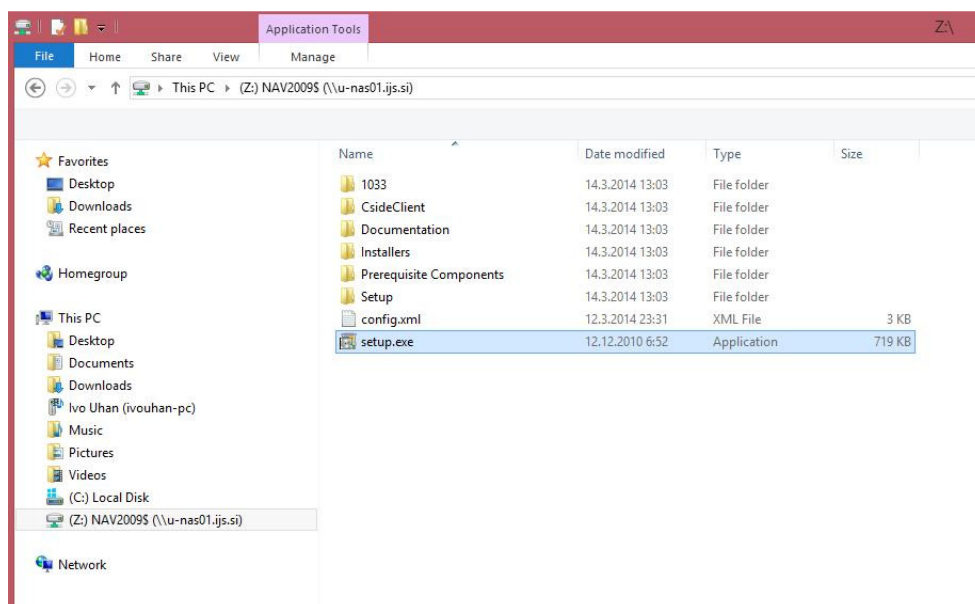 Application Tools
Z:\
File Home Share View Manage
This PC (Z:) NAV2009$ (\\u-nas01.ijs.si)
Favorites
Desktop
Downloads
Recent places
Homegroup
This PC
Desktop
Documents
Downloads
Ivo Uhan (ivouhan-pc)
Music
Pictures
Videos
(C:) Local Disk
(Z:) NAV2009$ (\\u-nas01.ijs.si)
Network
Name Date modified Type Size
1033 14.3.2014 13:03 File folder
CsideClient 14.3.2014 13:03 File folder
Documentation 14.3.2014 13:03 File folder
Installers 14.3.2014 13:03 File folder
Prerequisite Components 14.3.2014 13:03 File folder
Setup 14.3.2014 13:03 File folder
config.xml 12.3.2014 23:31 XML File 3 KB
setup.exe 12.12.2010 6:52 Application 719 KB